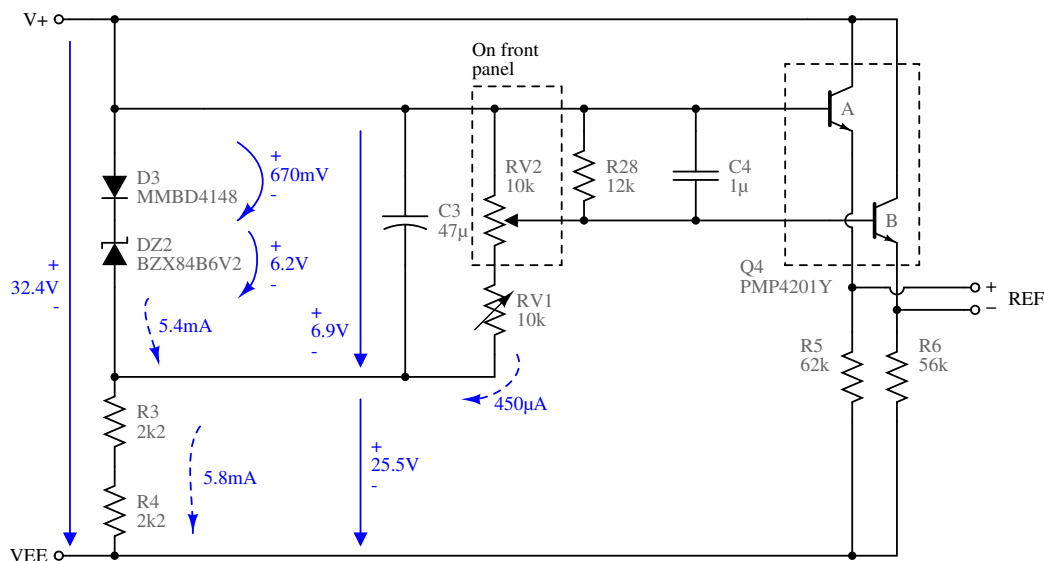 V+
On front
panel
A
D3
MMBD4148
+
670mV
-
RV2
10k
R28
12k
C4
1µ
C3
47µ
B
DZ2
BZX84B6V2
+
6.2V
-
+
32.4V
-
Q4
PMP4201Y
+
REF
−
5.4mA
+
6.9V
-
RV1
10k
R5
62k
R6
56k
450µA
R3
2k2
+
25.5V
-
5.8mA
R4
2k2
VEE